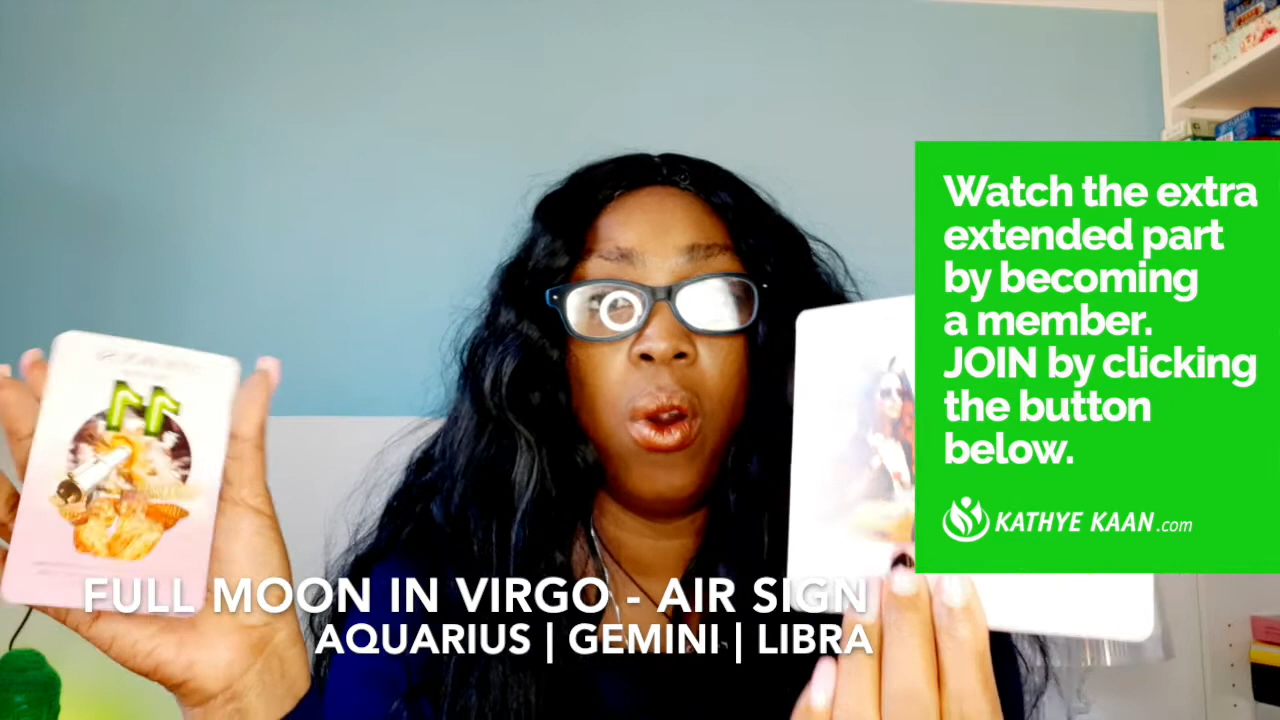 Watch the extra
extended part
by becoming
a member.
JOIN by clicking
the button
below.
KATHYE KAAN.com
11
FULL MOON IN VIRGO - AIR SIGN
AQUARIUS | GEMINI | LIBRA